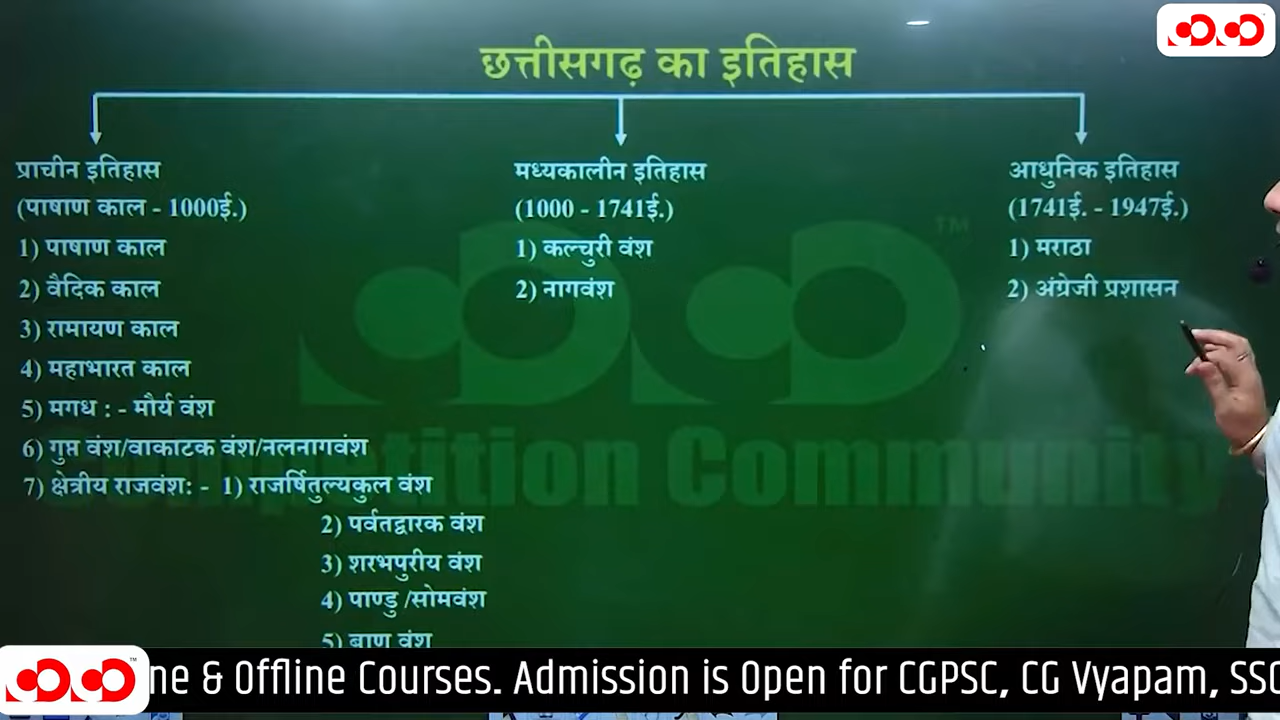 छत्तीसगढ़ का इतिहास
प्राचीन इतिहास
(पाषाण काल - 1000ई.)
1) पाषाण काल
2) वैदिक काल
3) रामायण काल
4) महाभारत काल
5) मगध : - मौर्य वंश
6) गुप्त वंश/वाकाटक वंश/नलनागवंश
7) क्षेत्रीय राजवंश: - 1) राजर्षितुल्यकुल वंश
2) पर्वतद्वारक वंश
3) शरभपुरीय वंश
4) पाण्डु /सोमवंश
5) बाण वंश
मध्यकालीन इतिहास
(1000 - 1741ई.)
1) कल्चुरी वंश
2) नागवंश
आधुनिक इतिहास
(1741ई. - 1947ई.)
1) मराठा
2) अंग्रेजी प्रशासन
Competition Community
TM
ne & Offline Courses. Admission is Open for CGPSC, CG Vyapam, SSC